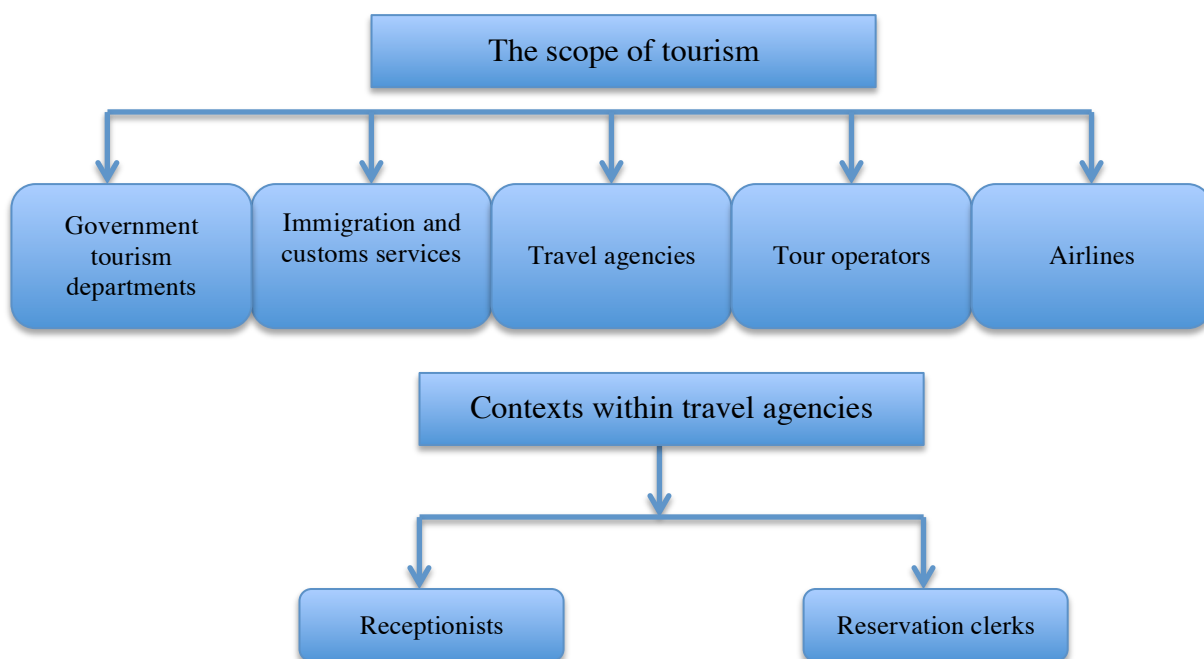 The scope of tourism
Government
tourism
departments
Immigration and
customs services
Travel agencies
Tour operators
Airlines
Contexts within travel agencies
Receptionists
Reservation clerks